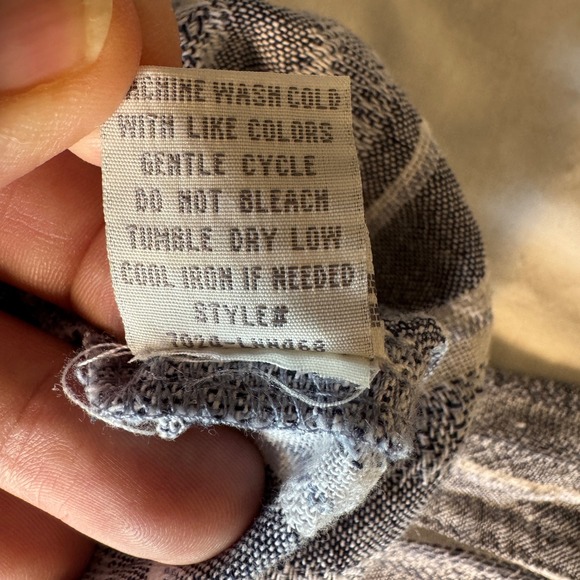 MACHINE WASH COLD
WITH LIKE COLORS
GENTLE CYCLE
DO NOT BLEACH
TUMBLE DRY LOW
COOL IRON IF NEEDED
STYLE#